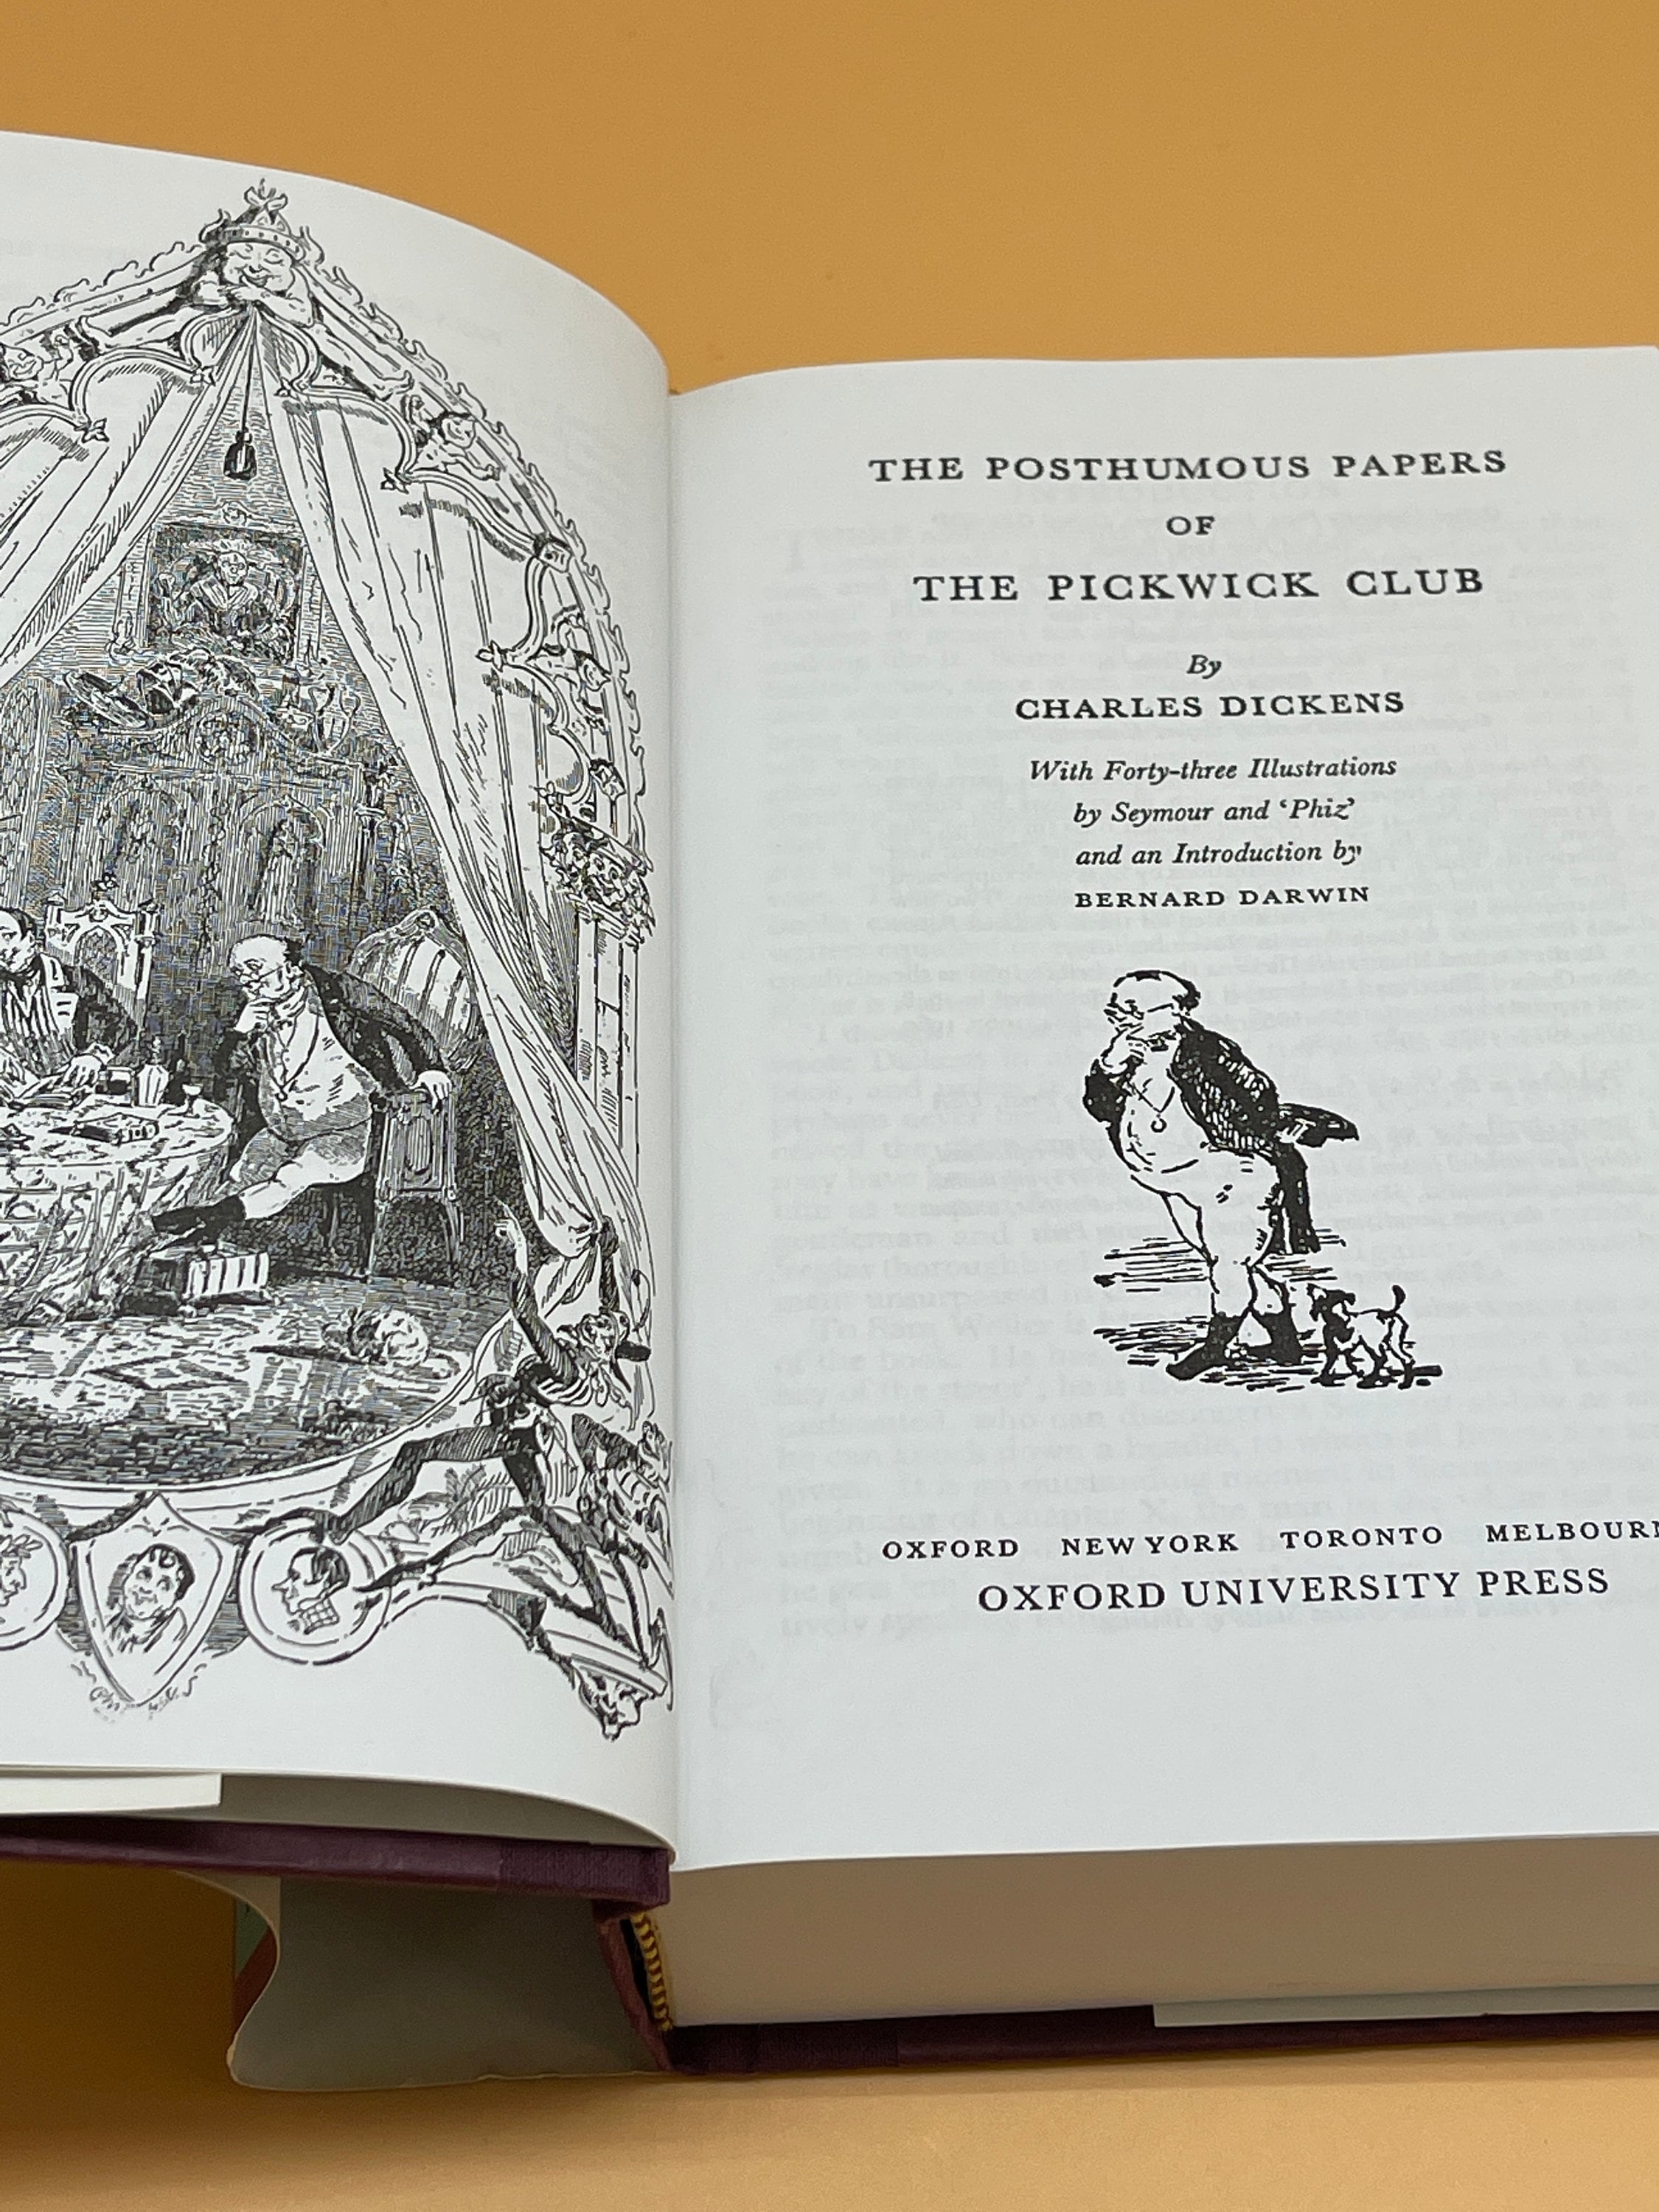 THE POSTHUMOUS PAPERS
OF
THE PICKWICK CLUB
By
CHARLES DICKENS
With Forty-three Illustrations
by Seymour and ‘Phiz’
and an Introduction by
BERNARD DARWIN
OXFORD NEW YORK TORONTO MELBOURN
OXFORD UNIVERSITY PRESS